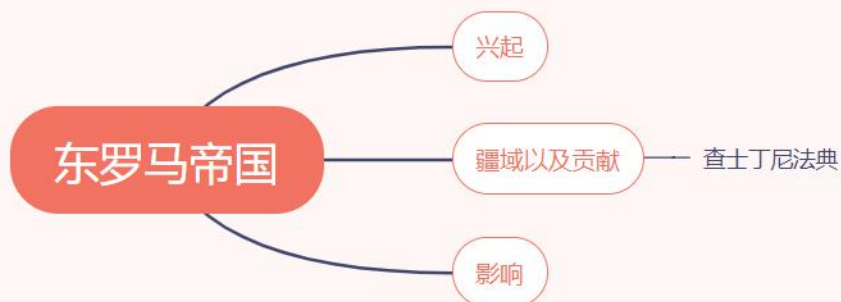 东罗马帝国
兴起
疆域以及贡献
查士丁尼法典
影响